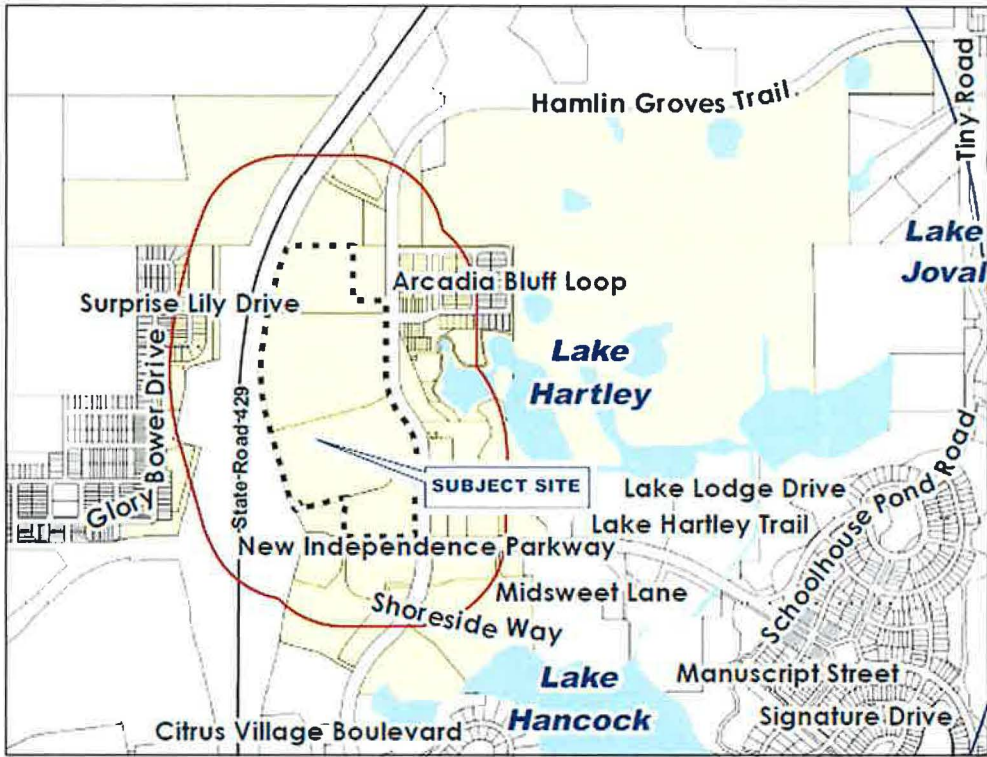 Hamlin Groves Trail
Tiny Road
Lake
Joval
Surprise Lily Drive
Arcadia Bluff Loop
Lake
Hartley
Glory Bower Drive
State Road 429
SUBJECT SITE
Lake Lodge Drive
Lake Hartley Trail
Schoolhouse Pond Road
New Independence Parkway
Midsweet Lane
Shoreside Way
Lake
Hancock
Manuscript Street
Signature Drive
Citrus Village Boulevard